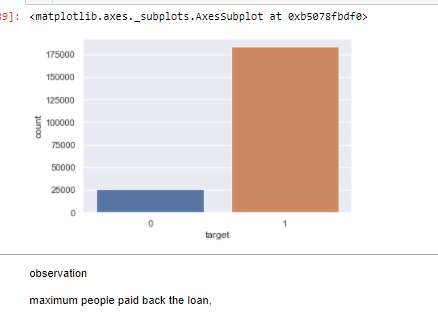 39]: <matplotlib.axes._subplots.AxesSubplot at 0xb5078fbdf0>
175000
150000
125000
100000
75000
50000
25000
0
count
0 1
target
observation
maximum people paid back the loan,